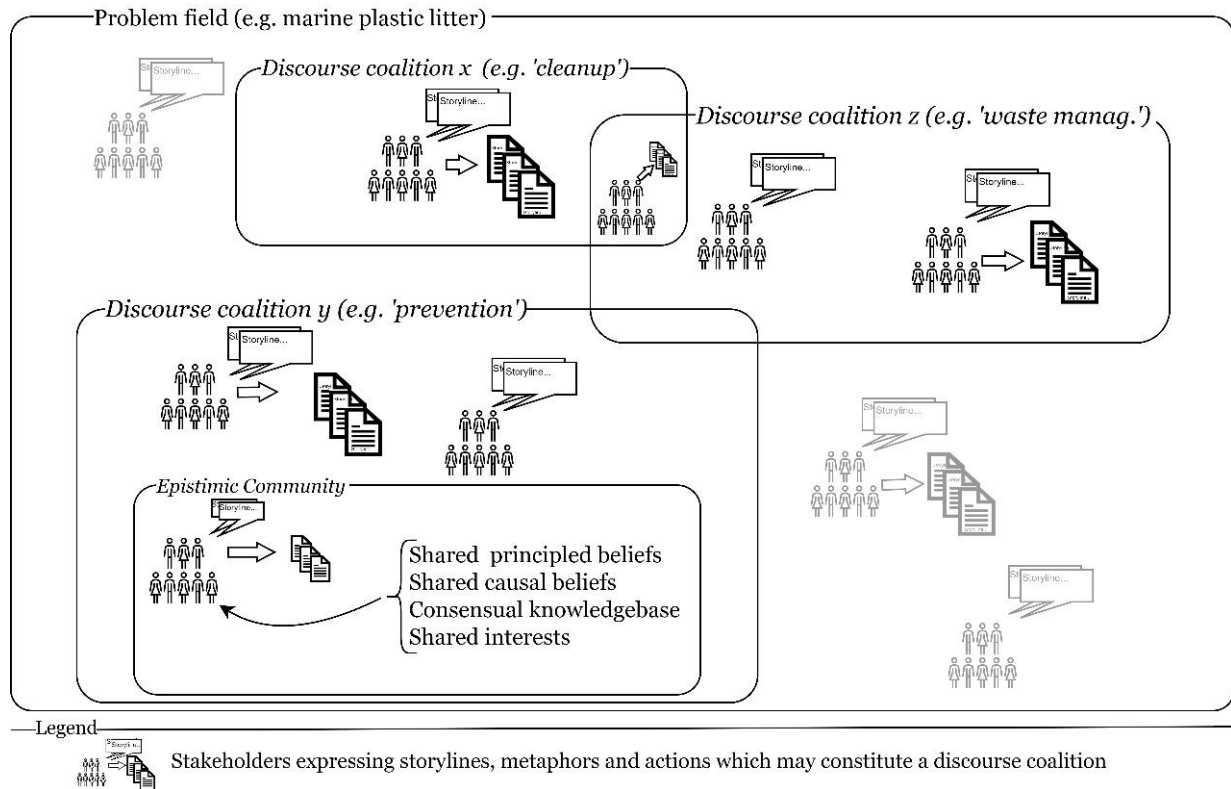 Problem field (e.g. marine plastic litter)
Storyline...
Discourse coalition x (e.g. 'cleanup')
Storyline...
Discourse coalition z (e.g. 'waste manag.')
Storyline...
Storyline...
Discourse coalition y (e.g. 'prevention')
Storyline...
Storyline...
Storyline...
Epistimic Community
Storyline...
Shared principled beliefs
Shared causal beliefs
Consensual knowledgebase
Shared interests
Storyline...
Legend
Storyline...
Stakeholders expressing storylines, metaphors and actions which may constitute a discourse coalition